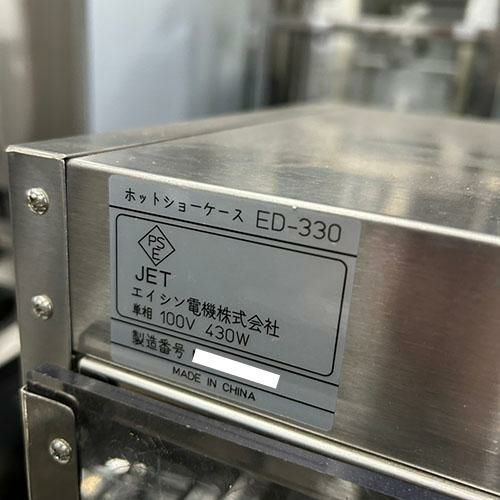 ホットショーケース ED-330
PS
E
JET
エイシン電機株式会社
単相 100V 430W
製造番号
MADE IN CHINA